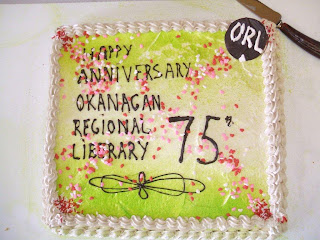 ORL
HAPPY
ANNIVERSARY
OKANAGAN
REGIONAL
LIBRARY
75th